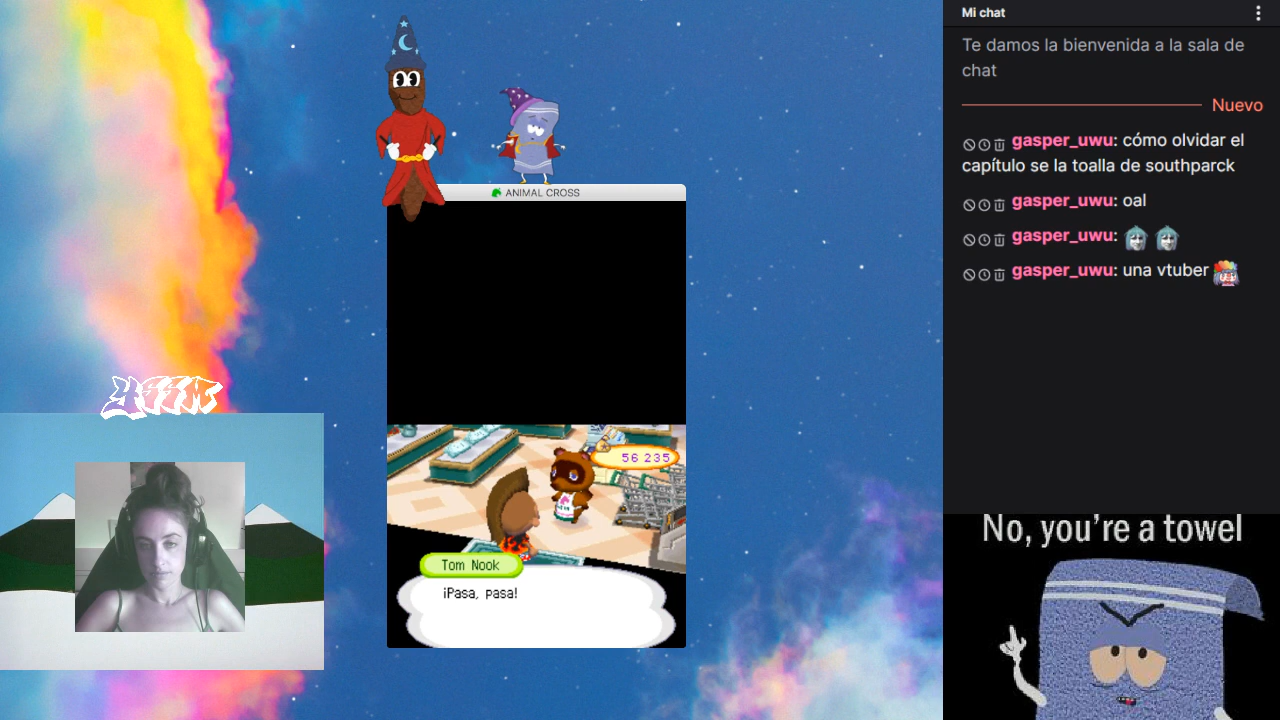 Mi chat
Te damos la bienvenida a la sala de
chat
Nuevo
gasper_uwu: cómo olvidar el
capítulo se la toalla de southparck
gasper_uwu: oal
gasper_uwu:
gasper_uwu: una vtuber
ANIMAL CROSS
YSSM
56 235
Tom Nook
¡Pasa, pasa!
No, you're a towel